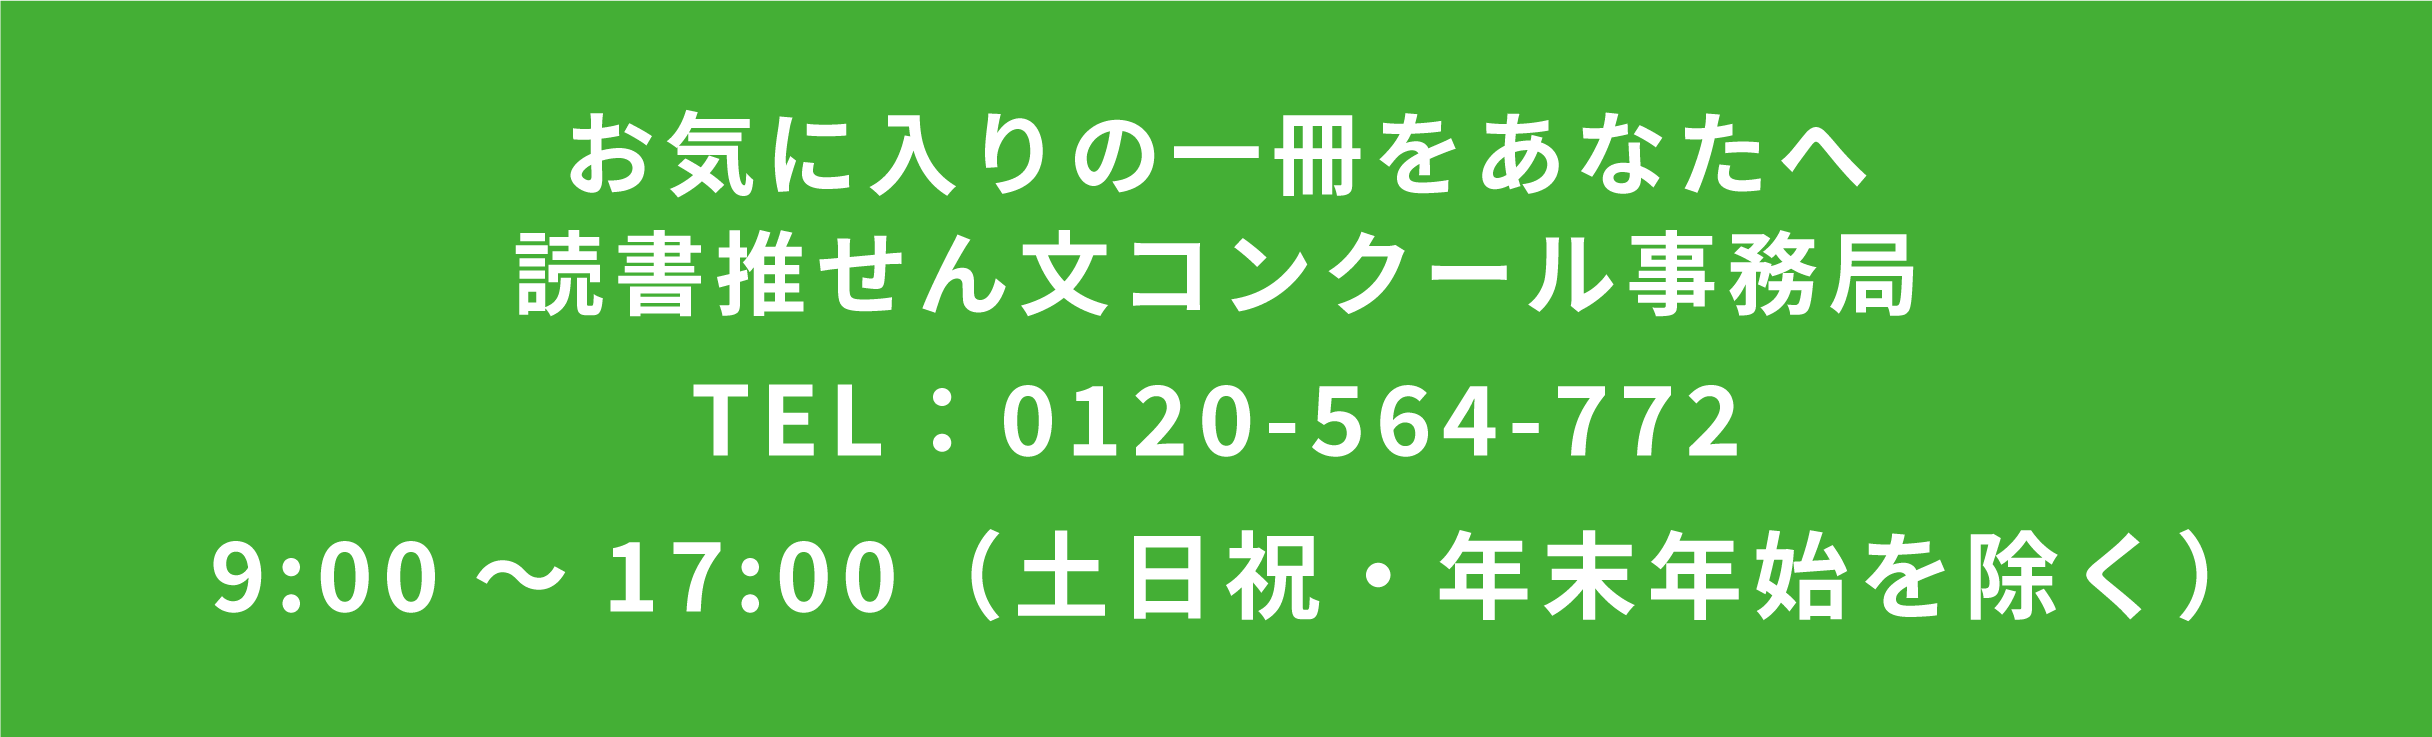 お気に入りの一冊をあなたへ
読書推せん文コンクール事務局
TEL：0120-564-772
9:00 〜 17:00（土日祝・年末年始を除く）